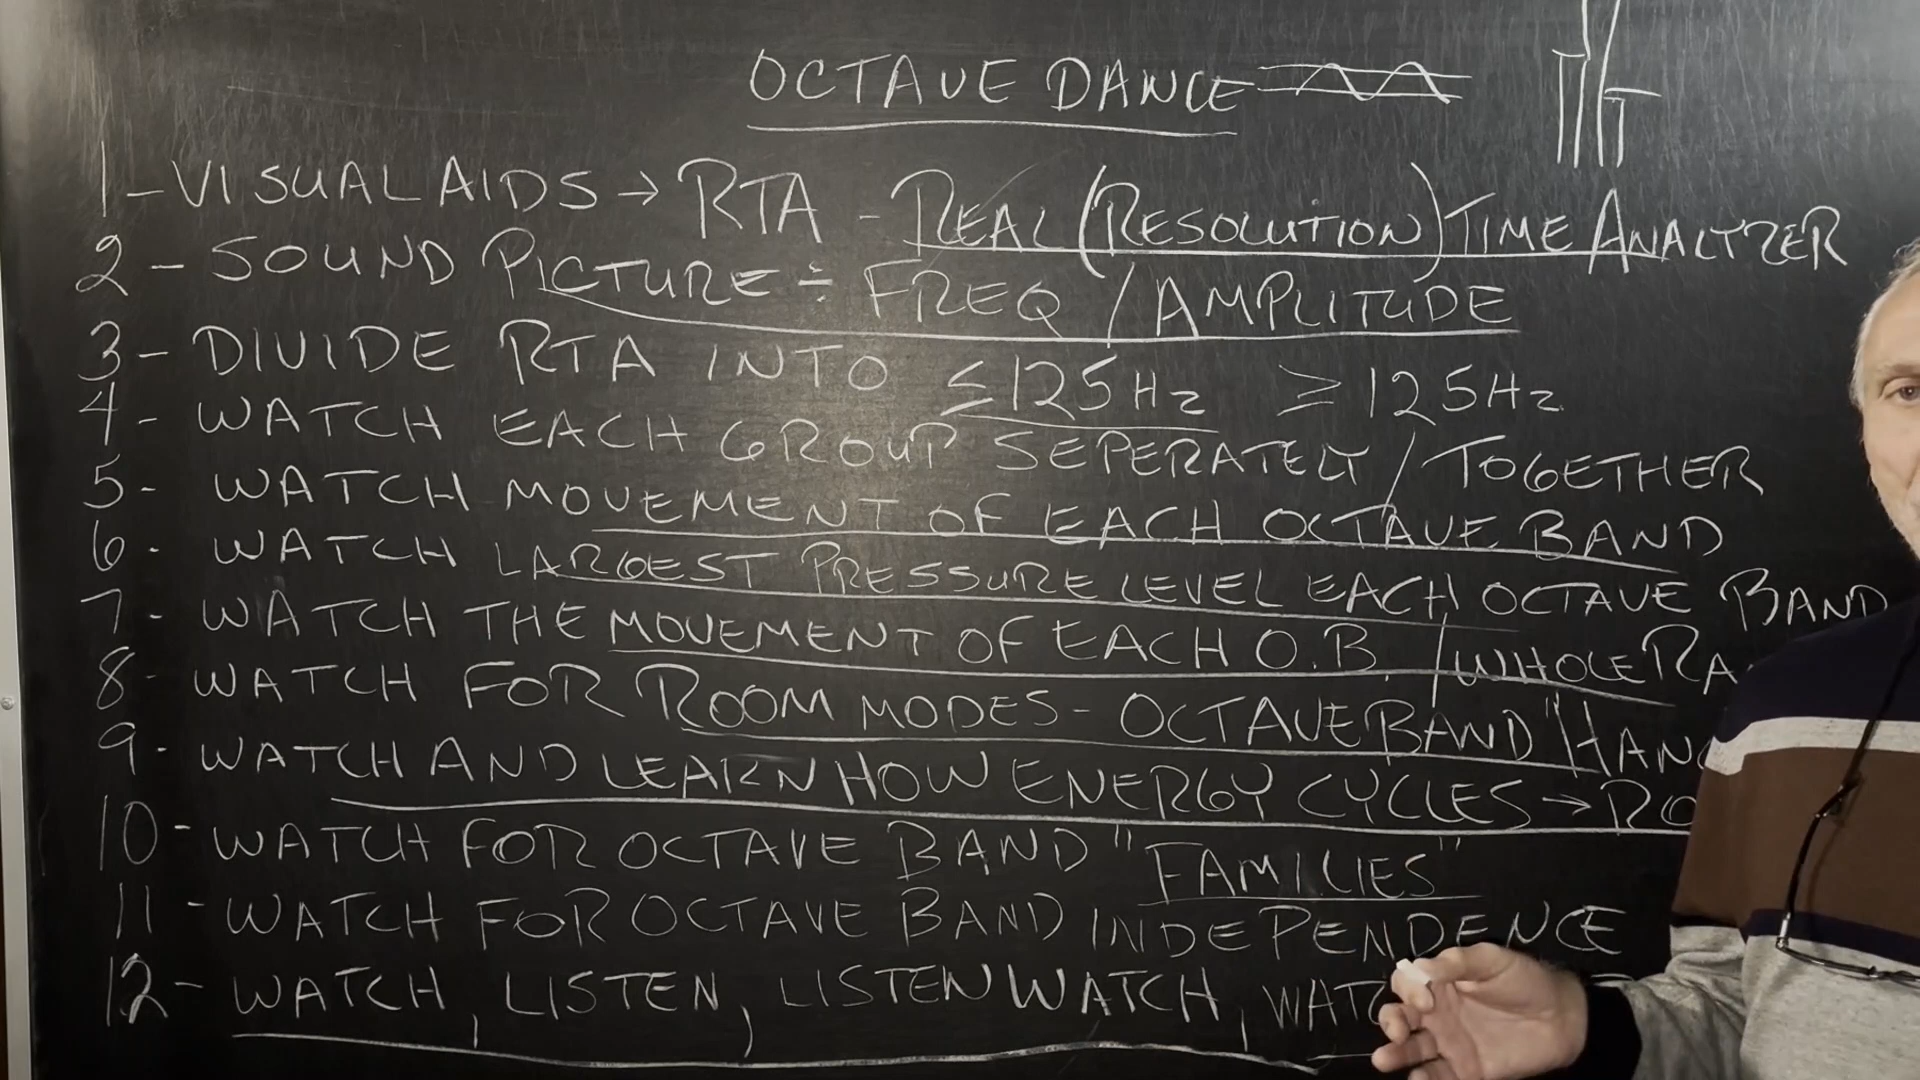 OCTAVE DANCE
1 - VISUAL AIDS → RTA - REAL (RESOLUTION) TIME ANALYZER
2 - SOUND PICTURE ÷ FREQ / AMPLITUDE
3 - DIVIDE RTA INTO ≤125Hz ≥125Hz
4 - WATCH EACH GROUP SEPERATELY / TOGETHER
5 - WATCH MOVEMENT OF EACH OCTAVE BAND
6 - WATCH LARGEST PRESSURE LEVEL EACH OCTAVE BAND
7 - WATCH THE MOVEMENT OF EACH O.B. / WHOLE
8 - WATCH FOR ROOM MODES - OCTAVE BAND
9 - WATCH AND LEARN HOW ENERGY CYCLES →
10 - WATCH FOR OCTAVE BAND "FAMILIES"
11 - WATCH FOR OCTAVE BAND INDEPENDENCE
12 - WATCH, LISTEN, LISTEN WATCH,